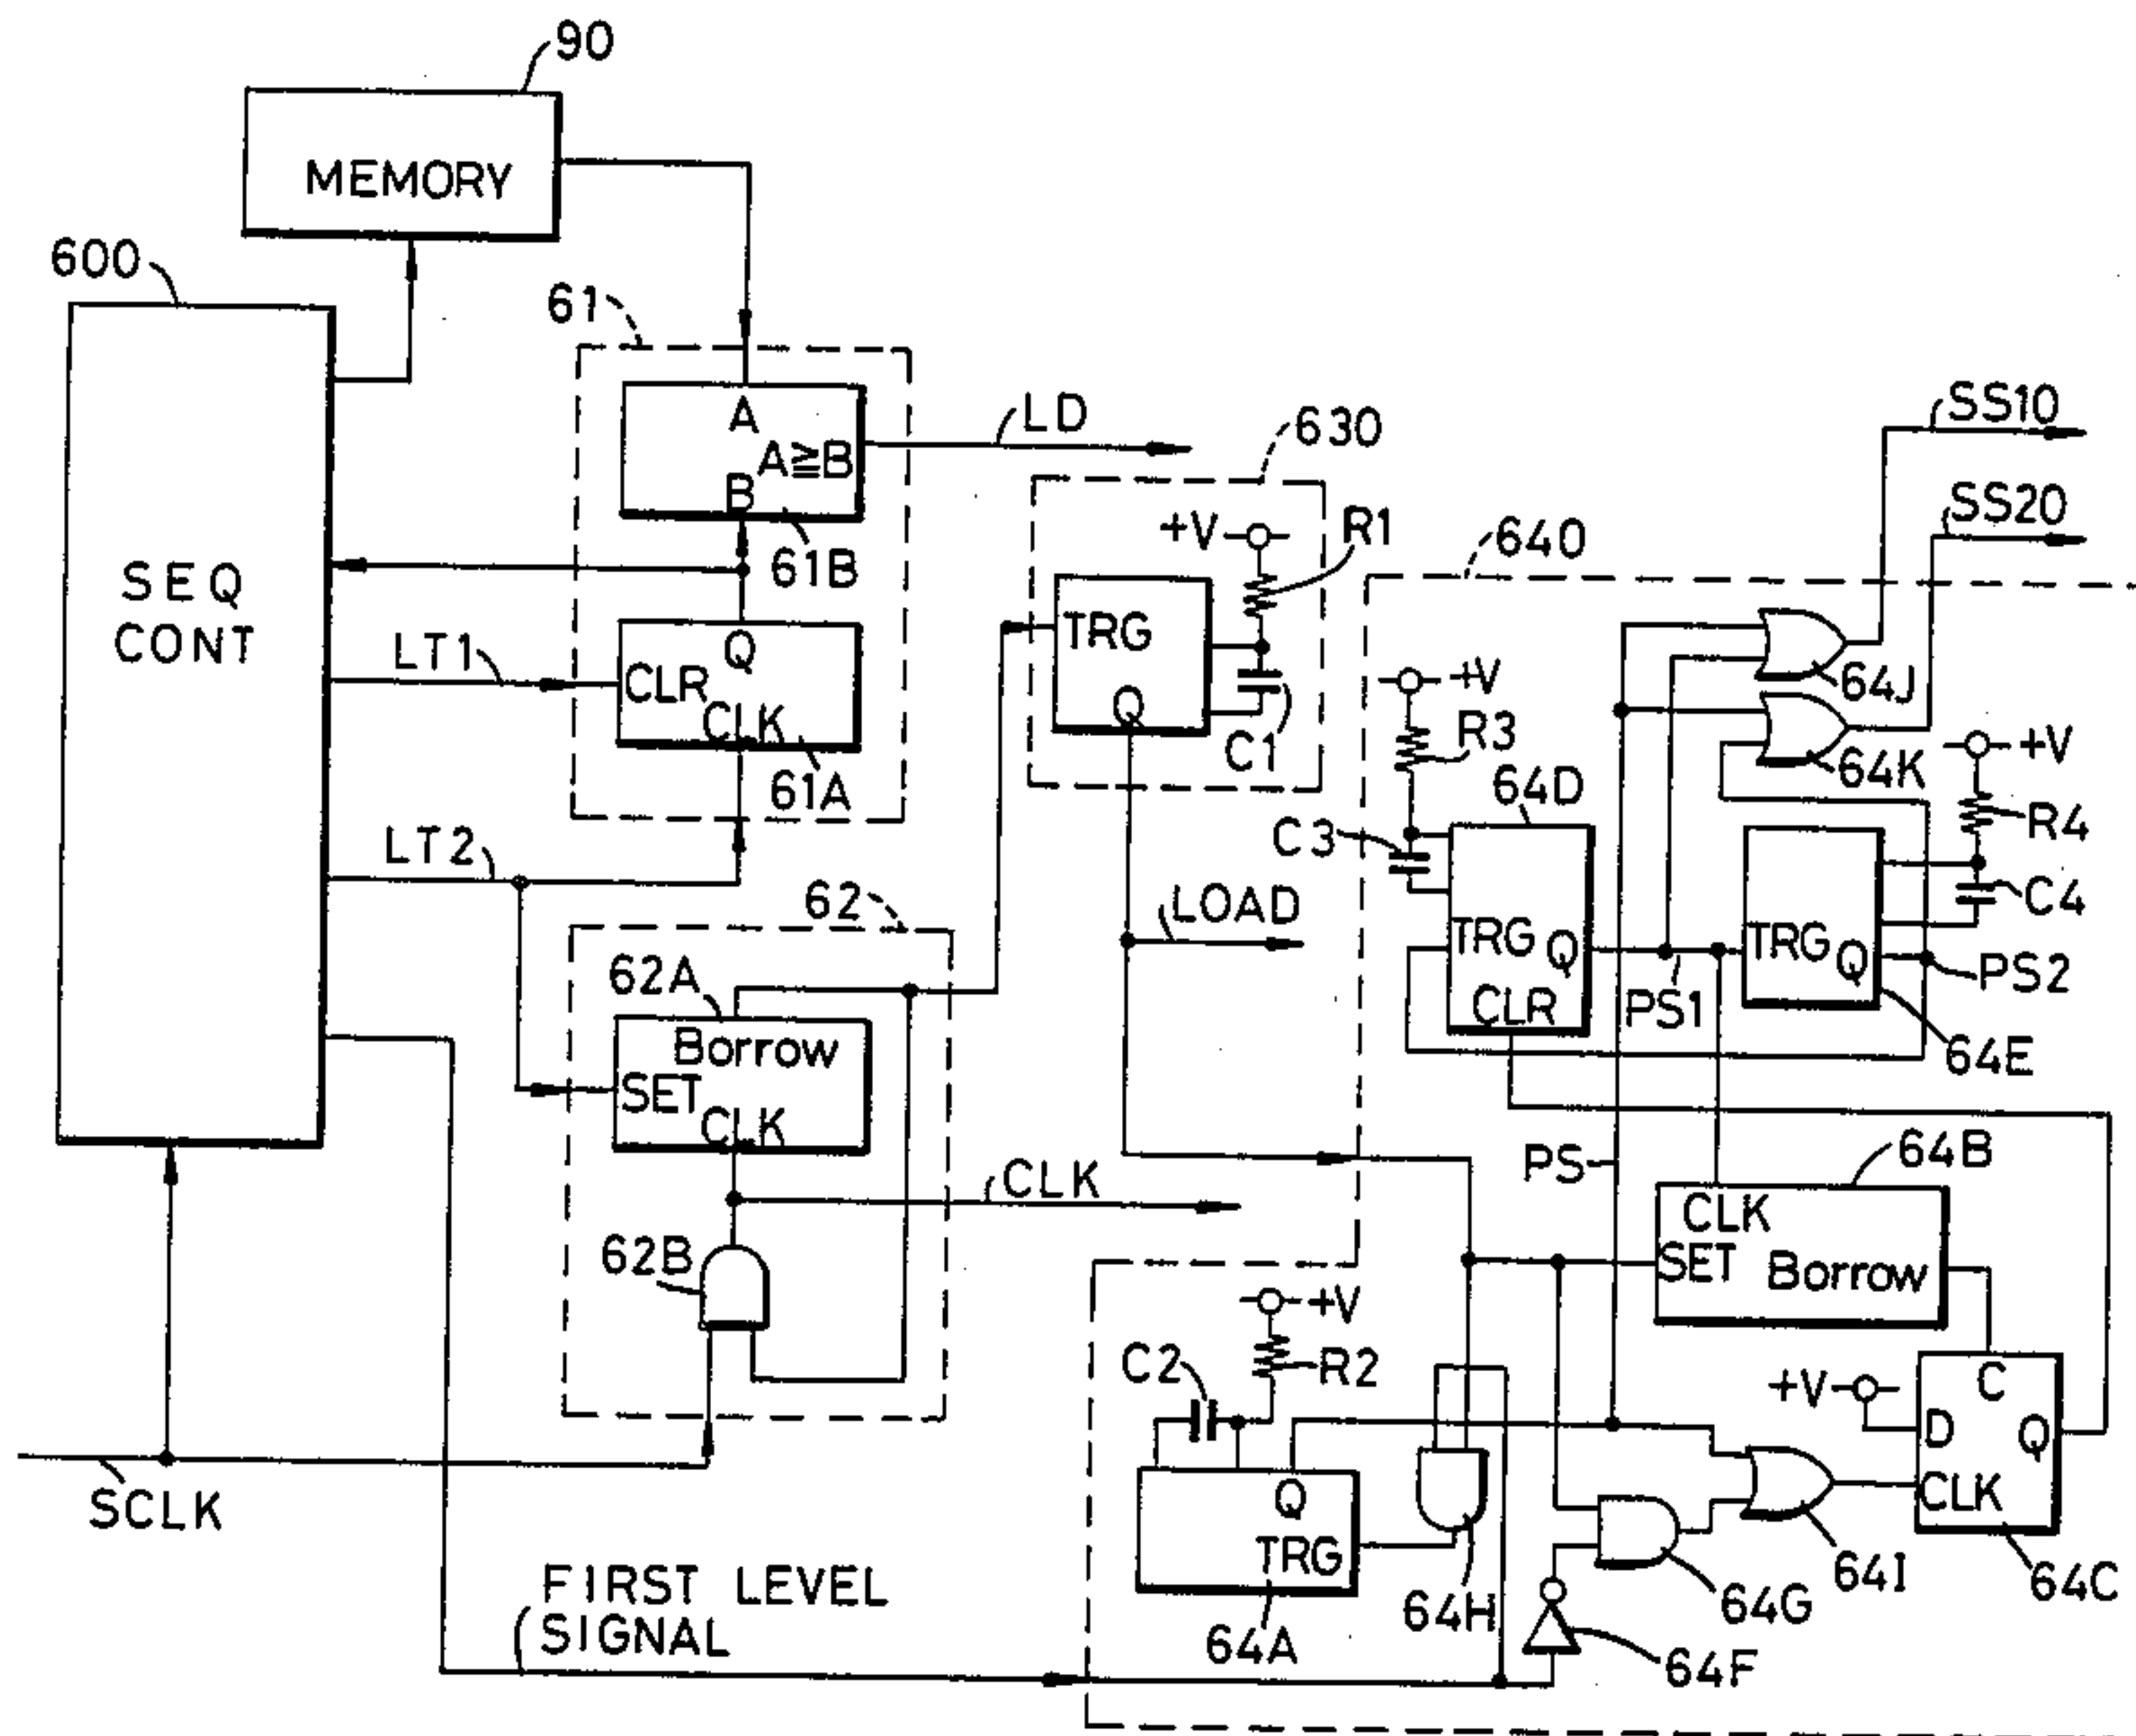 90
MEMORY
600
SEQ
CONT
61
A
A≧B
B
61B
LD
Q
CLR
CLK
61A
LT1
LT2
630
+V
R1
TRG
Q
C1
LOAD
62
62A
Borrow
SET
CLK
CLK
62B
SCLK
FIRST LEVEL
SIGNAL
SS10
SS20
640
64J
64K
+V
R3
C3
64D
TRG Q
CLR
PS1
+V
R4
C4
TRG
Q
PS2
64E
PS
64B
CLK
SET
Borrow
+V
C2
R2
Q
TRG
64A
64H
64F
64G
64I
+V
C
D
Q
CLK
64C